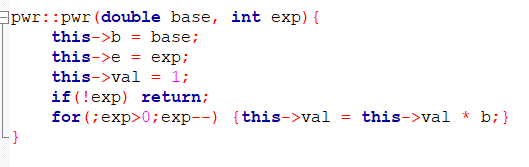 pwr::pwr(double base, int exp){
this->b = base;
this->e = exp;
this->val = 1;
if(!exp) return;
for(;exp>0;exp--) {this->val = this->val * b;}
}